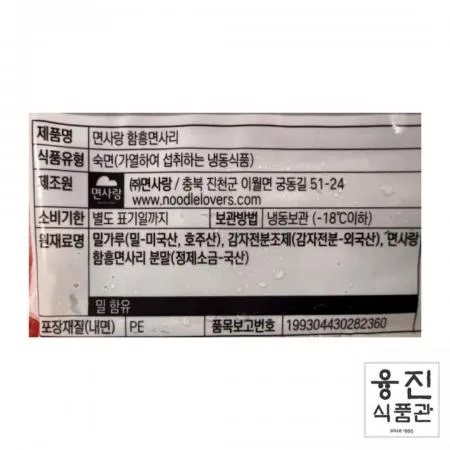 제품명 면사랑 함흥면사리
식품유형 숙면(가열하여 섭취하는 냉동식품)
제조원 면사랑 ㈜면사랑 / 충북 진천군 이월면 궁동길 51-24
www.noodlelovers.com
소비기한 별도 표기일까지 보관방법 냉동보관 (-18℃이하)
원재료명 밀가루(밀-미국산, 호주산), 감자전분조제(감자전분-외국산), 면사랑
함흥면사리 분말(정제소금-국산)
밀 함유
포장재질(내면) PE 품목보고번호 199304430282360
웅진
식품관
since 1995